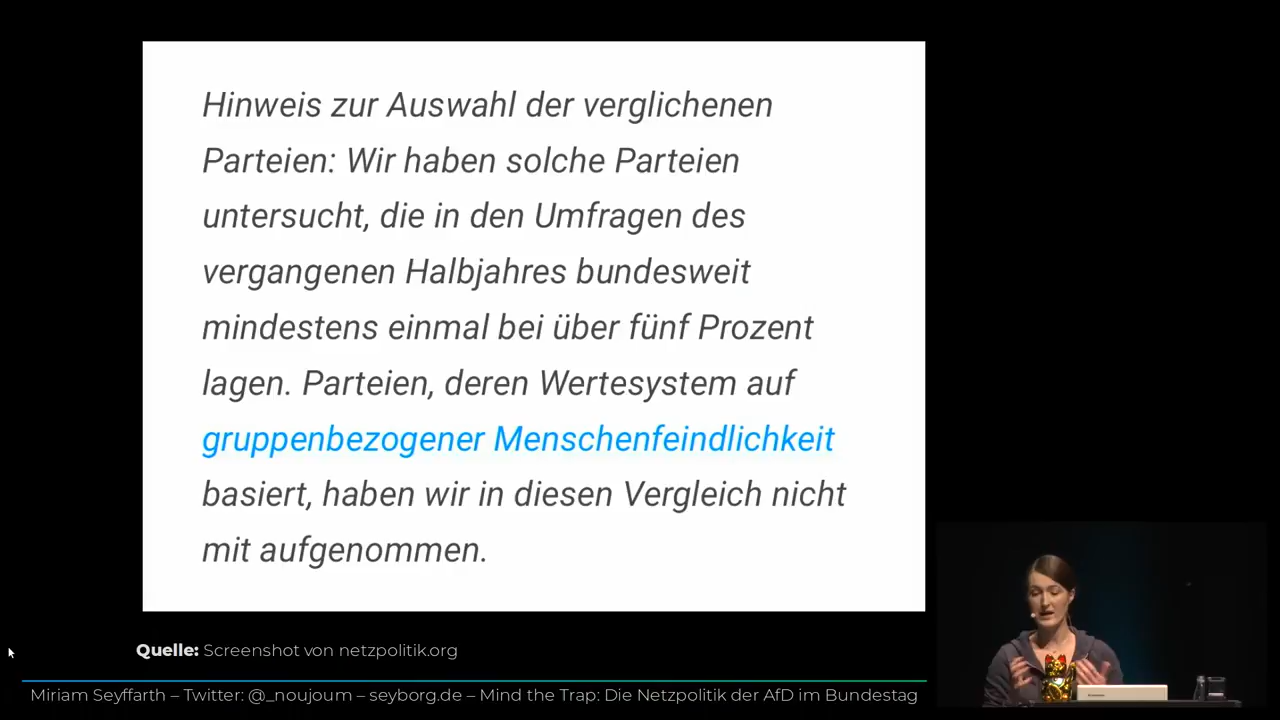 Hinweis zur Auswahl der verglichenen
Parteien: Wir haben solche Parteien
untersucht, die in den Umfragen des
vergangenen Halbjahres bundesweit
mindestens einmal bei über fünf Prozent
lagen. Parteien, deren Wertesystem auf
gruppenbezogener Menschenfeindlichkeit
basiert, haben wir in diesen Vergleich nicht
mit aufgenommen.
Quelle: Screenshot von netzpolitik.org
Miriam Seyffarth – Twitter: @_noujoum – seyborg.de – Mind the Trap: Die Netzpolitik der AfD im Bundestag